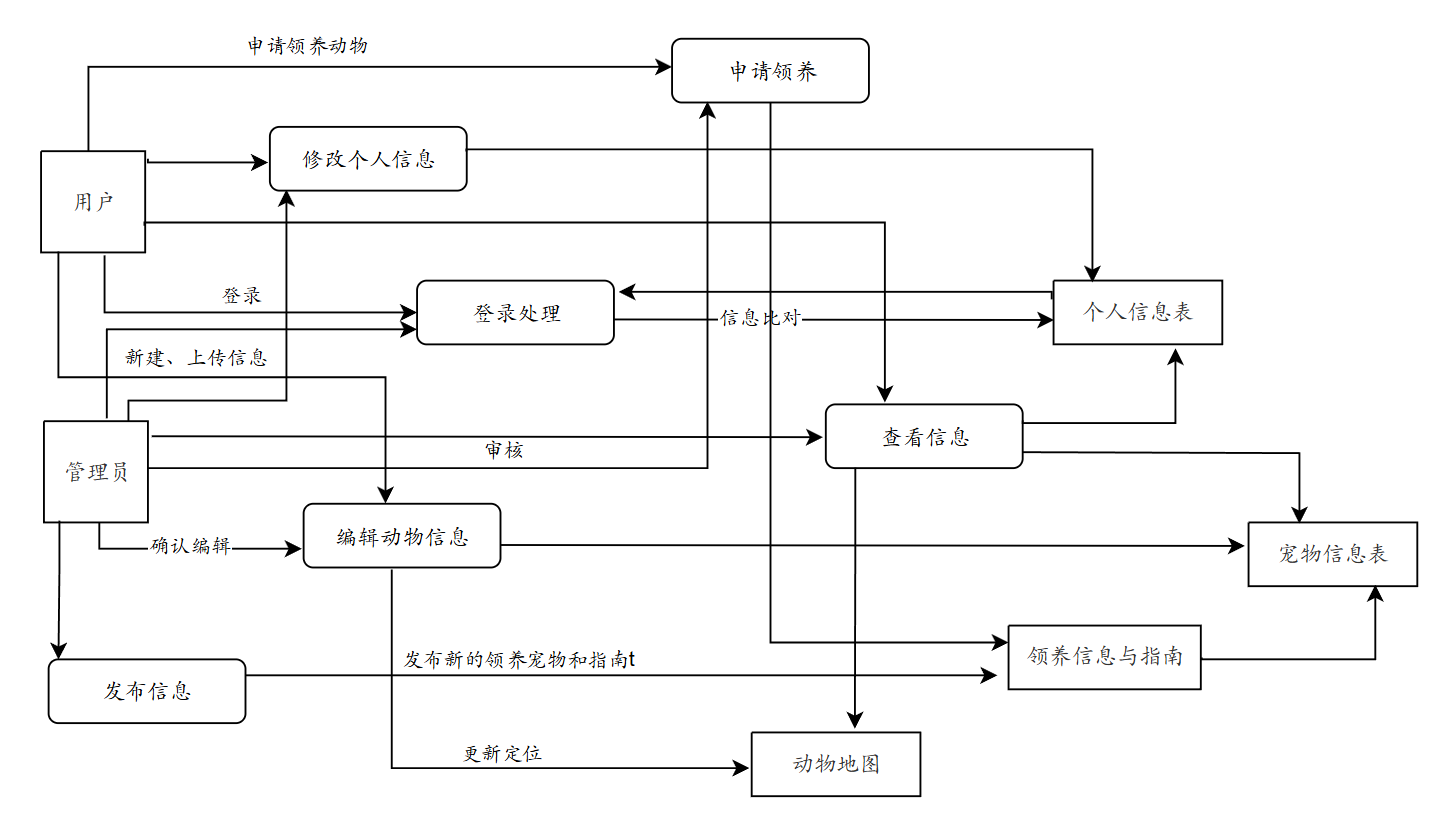 申请领养动物
申请领养
修改个人信息
用户
登录
登录处理
信息比对
个人信息表
新建、上传信息
查看信息
审核
管理员
编辑动物信息
确认编辑
宠物信息表
发布新的领养宠物和指南t
领养信息与指南
发布信息
更新定位
动物地图